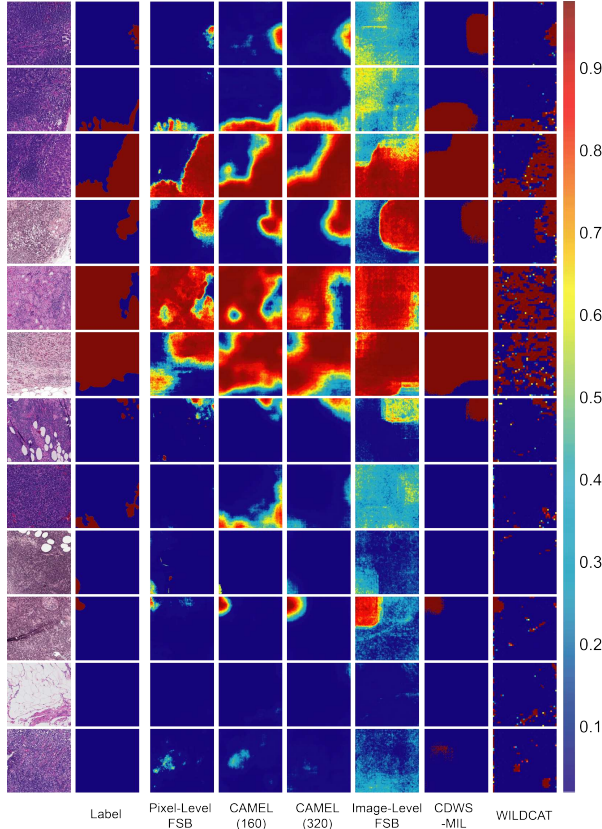 0.9
0.8
0.7
0.6
0.5
0.4
0.3
0.2
0.1
Label
Pixel-Level
FSB
CAMEL
(160)
CAMEL
(320)
Image-Level
FSB
CDWS
-MIL
WILDCAT